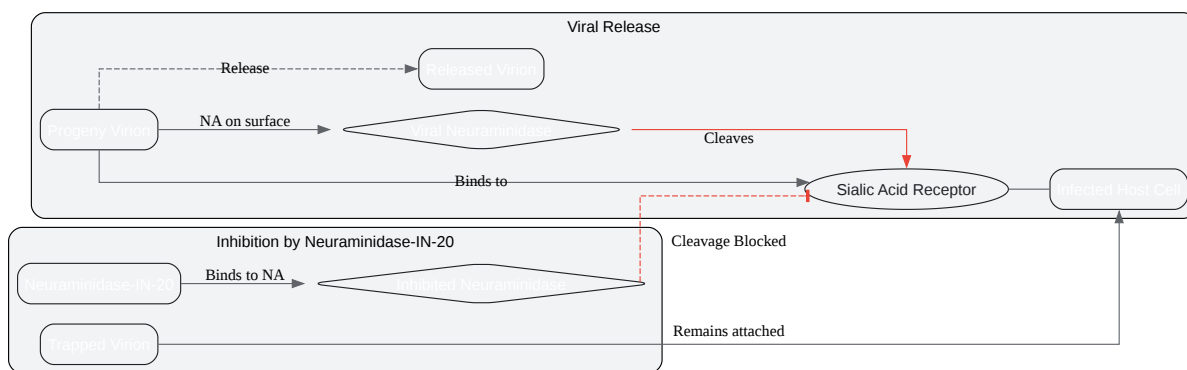 Viral Release
Release
Released Virion
Progeny Virion
NA on surface
Viral Neuraminidase
Cleaves
Binds to
Sialic Acid Receptor
Infected Host Cell
Inhibition by Neuraminidase-IN-20
Cleavage Blocked
Neuraminidase-IN-20
Binds to NA
Inhibited Neuraminidase
Remains attached
Trapped Virion